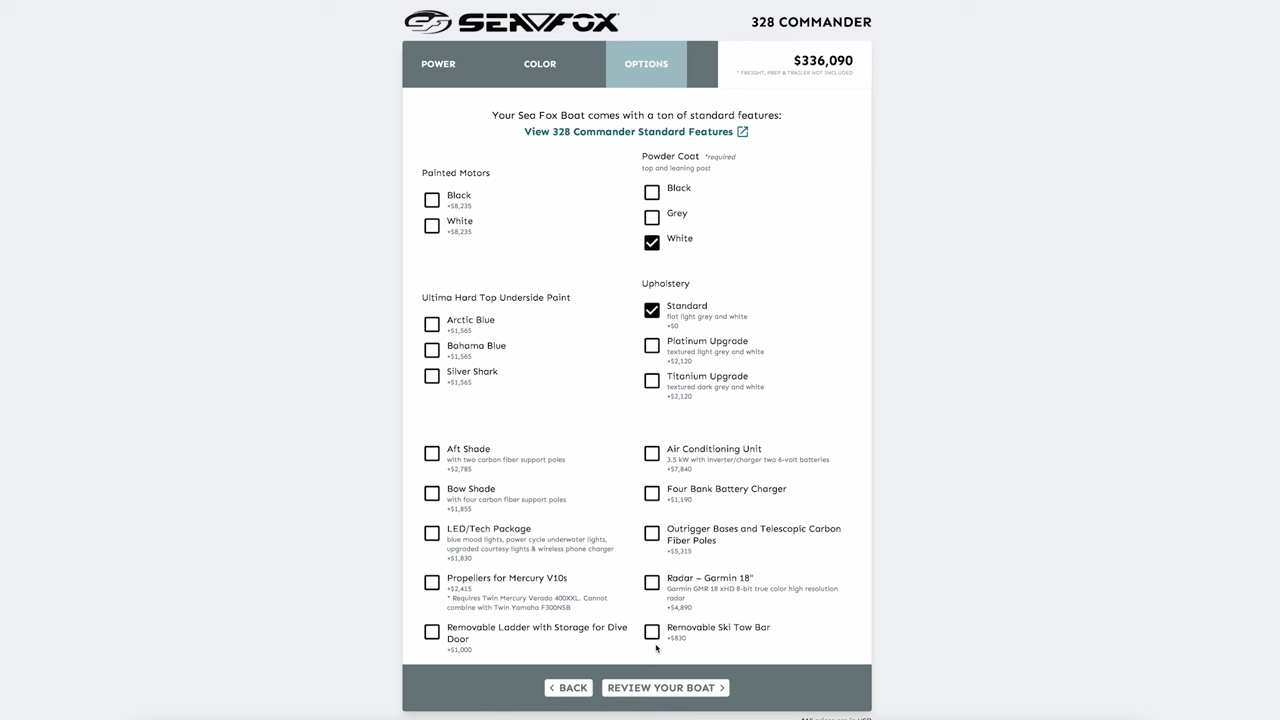 SEA FOX
328 COMMANDER
POWER
COLOR
OPTIONS
$336,090
* FREIGHT, PREP & TRAILER NOT INCLUDED
Your Sea Fox Boat comes with a ton of standard features:
View 328 Commander Standard Features
Painted Motors
Black
+$8,235
White
+$8,235
Powder Coat *required
top and leaning post
Black
Grey
White
Ultima Hard Top Underside Paint
Arctic Blue
+$1,565
Bahama Blue
+$1,565
Silver Shark
+$1,565
Upholstery
Standard
flat light grey and white
+$0
Platinum Upgrade
textured light grey and white
+$2,120
Titanium Upgrade
textured dark grey and white
+$2,120
Aft Shade
with two carbon fiber support poles
+$2,785
Air Conditioning Unit
3.5 kW with inverter/charger two 6-volt batteries
+$7,840
Bow Shade
with four carbon fiber support poles
+$1,855
Four Bank Battery Charger
+$1,190
LED/Tech Package
blue mood lights, power cycle underwater lights,
upgraded courtesy lights & wireless phone charger
+$1,830
Outrigger Bases and Telescopic Carbon
Fiber Poles
+$5,315
Propellers for Mercury V10s
+$2,415
* Requires Twin Mercury Verado 400XXL. Cannot
combine with Twin Yamaha F300NSB
Radar – Garmin 18"
Garmin GMR 18 xHD 8-bit true color high resolution
radar
+$4,890
Removable Ladder with Storage for Dive
Door
+$1,000
Removable Ski Tow Bar
+$830
< BACK
REVIEW YOUR BOAT >